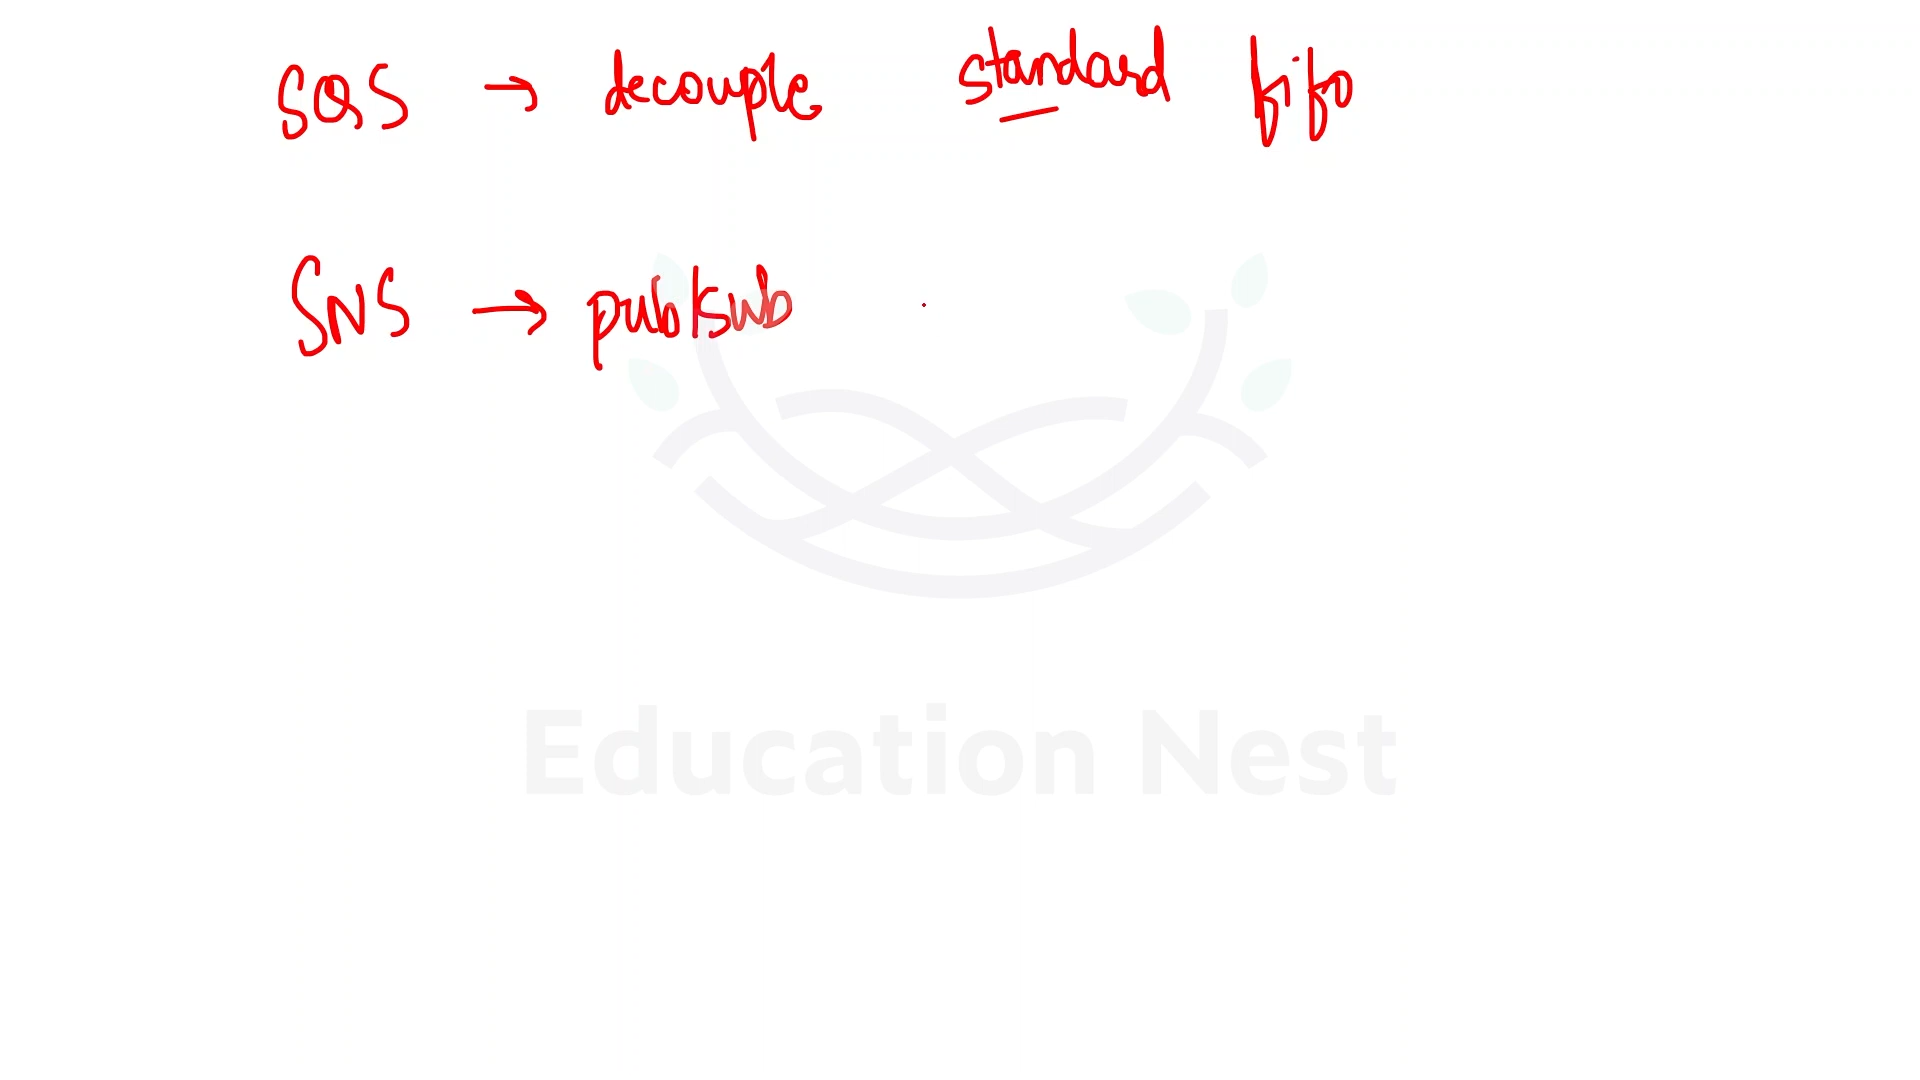 SQS → decouple standard fifo
SNS → pub/sub
Education Nest